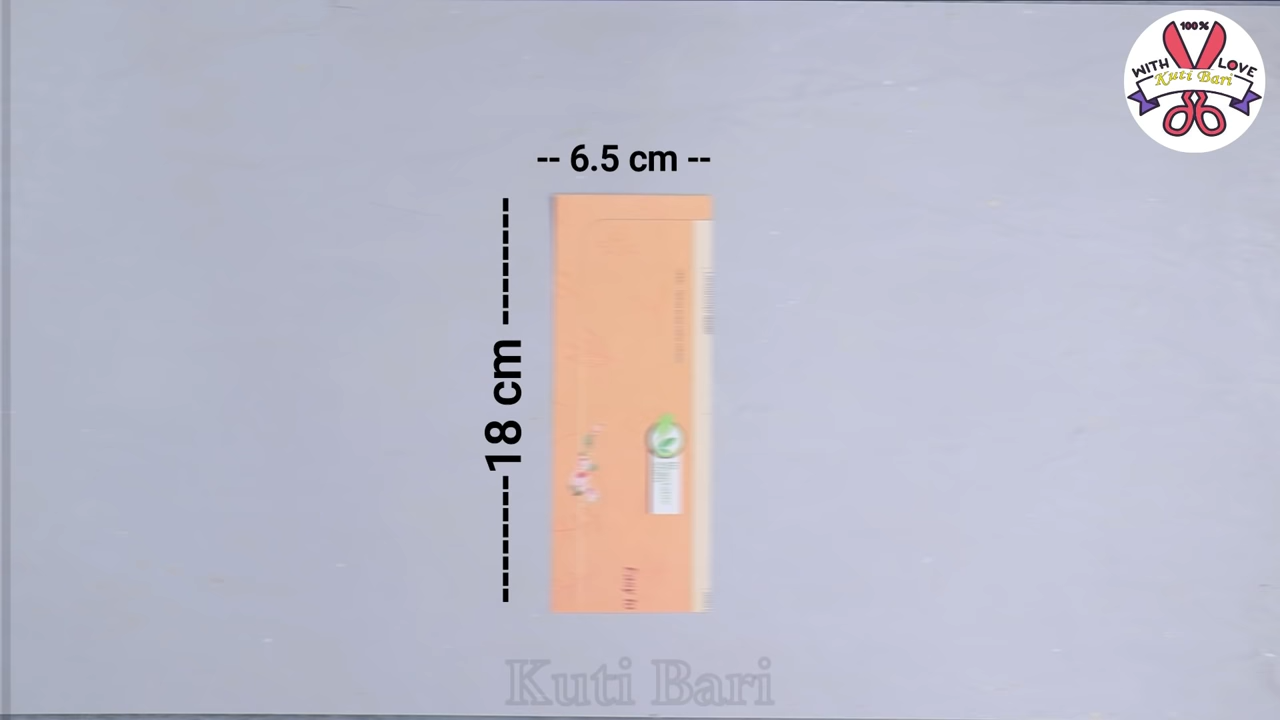 100%
WITH LOVE
Kuti Bari
-- 6.5 cm --
---------18 cm ---------
Kuti Bari